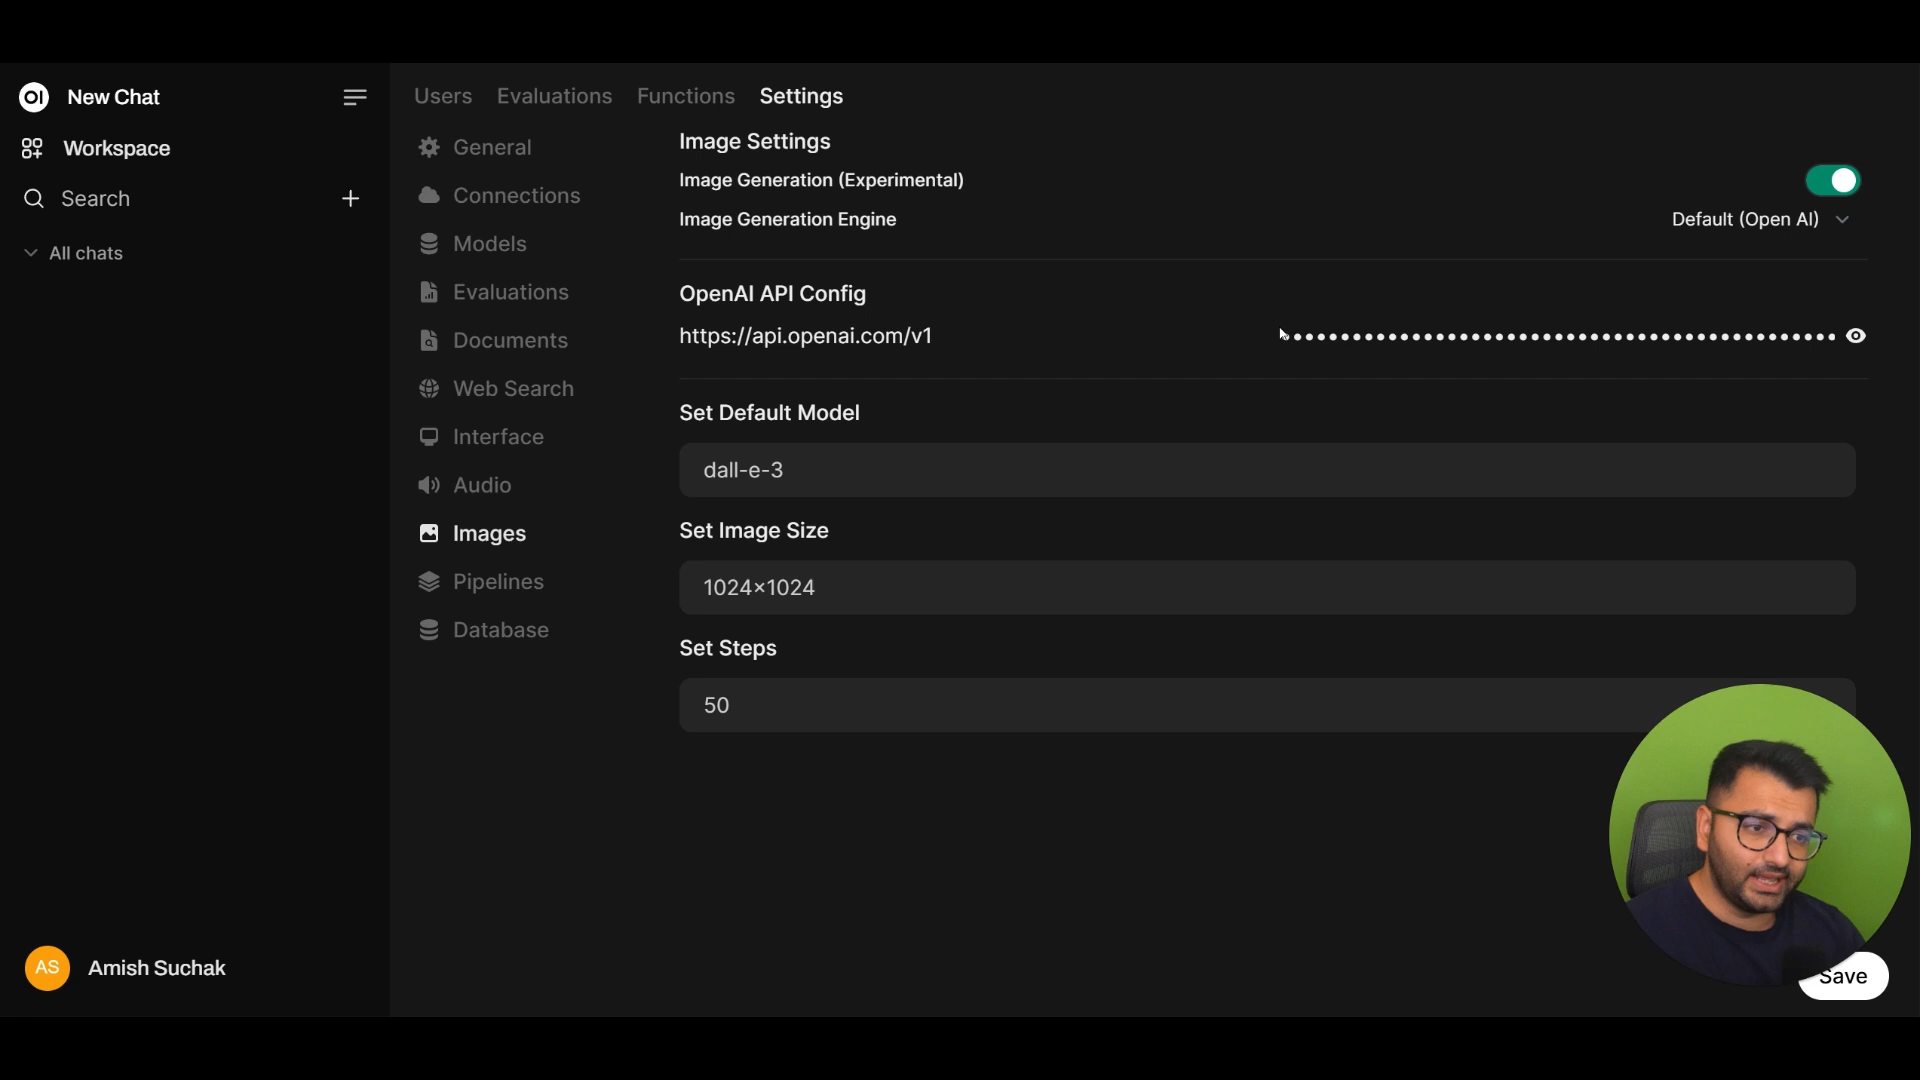 OI New Chat
Workspace
Search
All chats
AS Amish Suchak
Users Evaluations Functions Settings
General
Connections
Models
Evaluations
Documents
Web Search
Interface
Audio
Images
Pipelines
Database
Image Settings
Image Generation (Experimental)
Image Generation Engine Default (Open AI)
OpenAI API Config
https://api.openai.com/v1
Set Default Model
dall-e-3
Set Image Size
1024x1024
Set Steps
50
Save